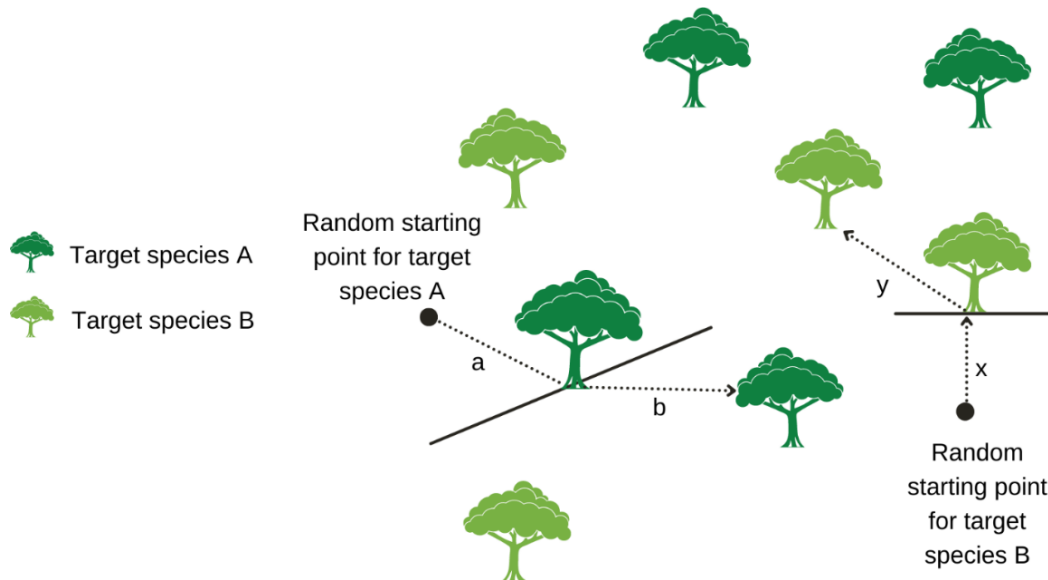 Target species A
Target species B
Random starting
point for target
species A
a
b
y
x
Random
starting point
for target
species B